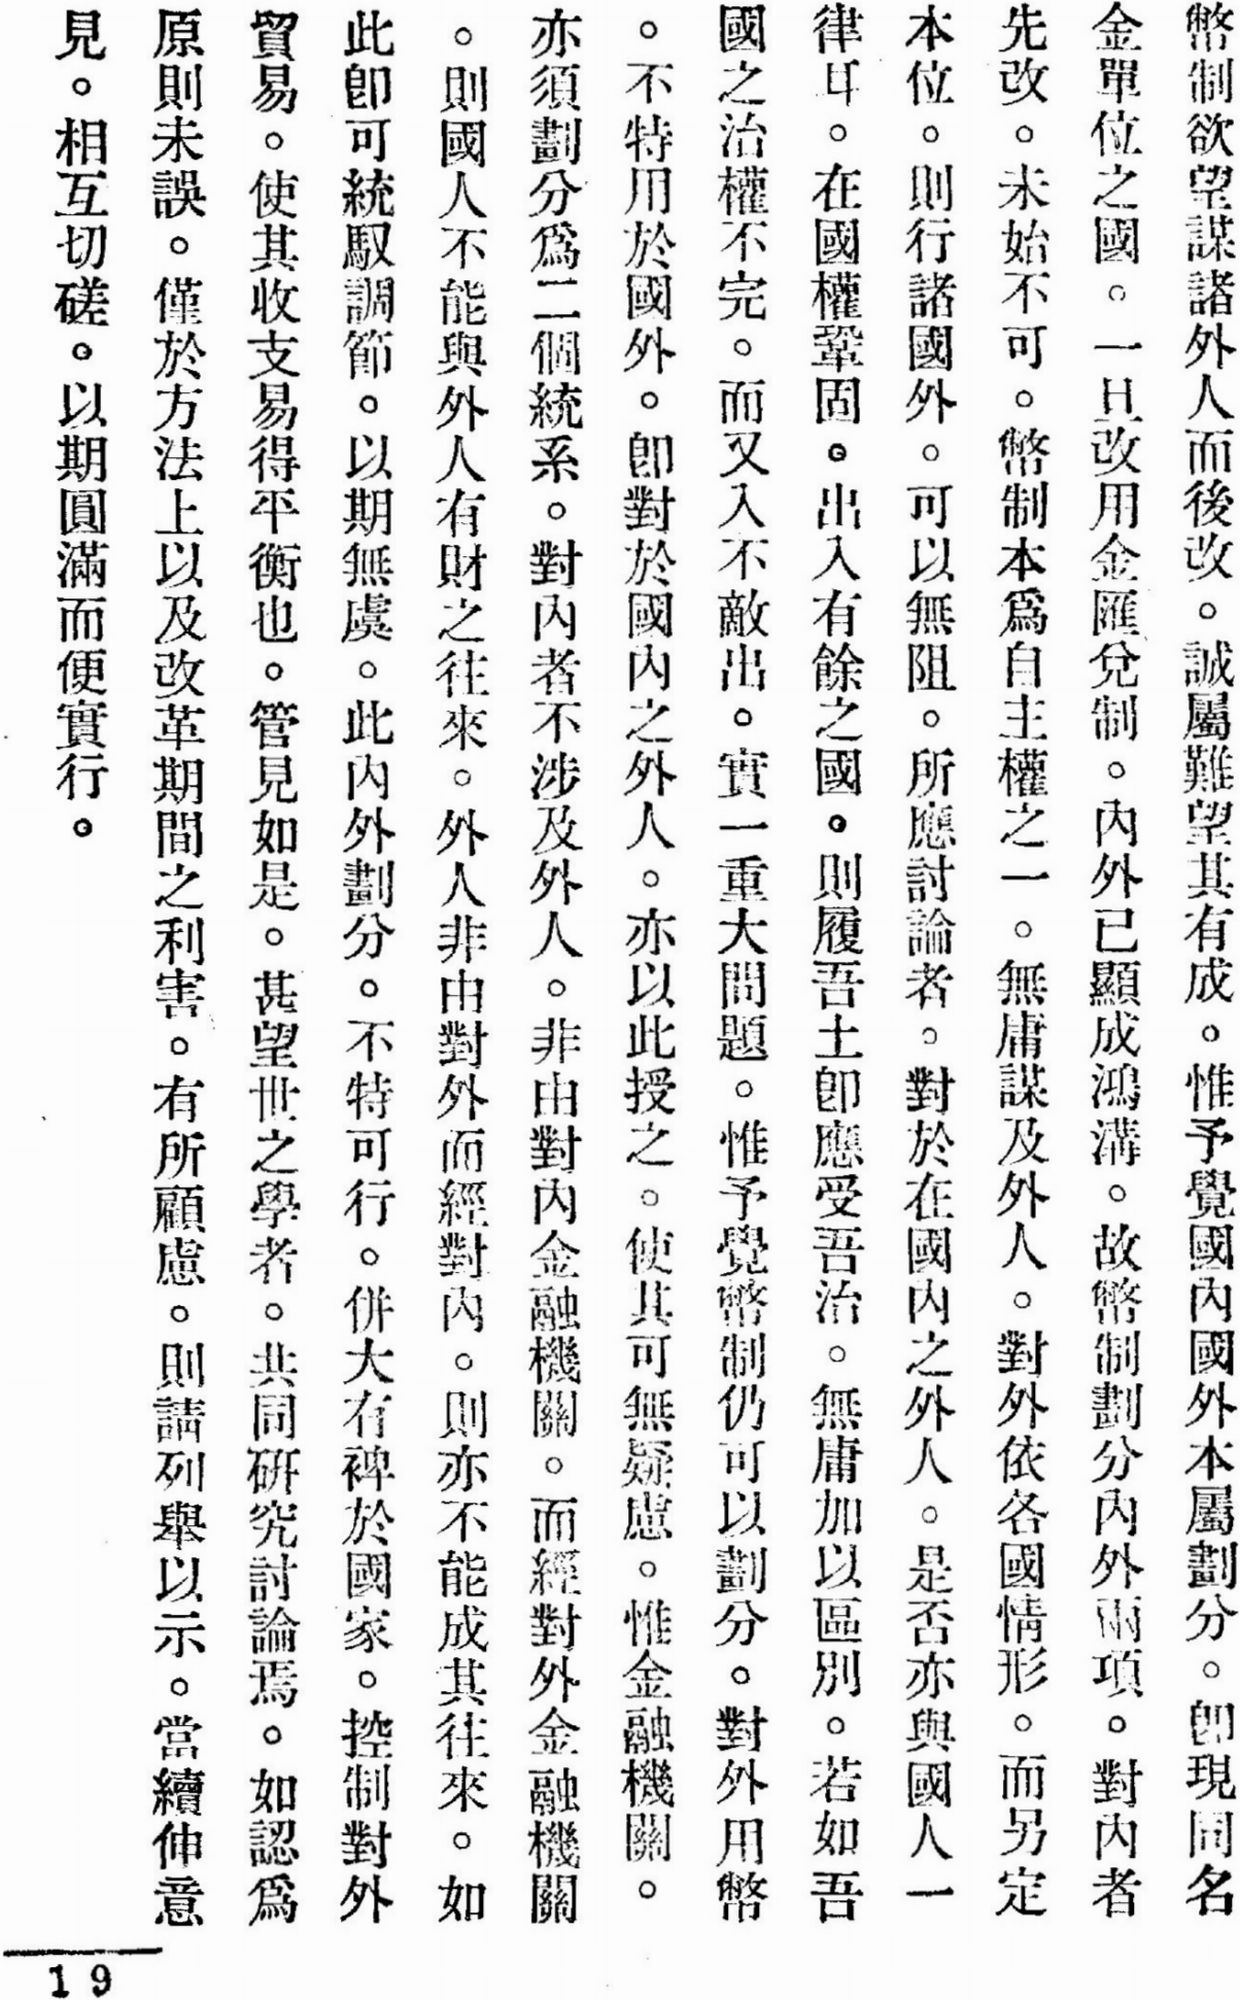 幣制欲望謀諸外人而後改。誠屬難望其有成。惟予覺國內國外本屬劃分。卽現同名
金單位之國。一旦改用金匯兌制。內外已顯成鴻溝。故幣制劃分內外兩項。對內者
先改。未始不可。幣制本爲自主權之一。無庸謀及外人。對外依各國情形。而另定
本位。則行諸國外。可以無阻。所應討論者。對於在國內之外人。是否亦與國人一
律耳。在國權鞏固。出入有餘之國。則履吾土卽應受吾治。無庸加以區別。若如吾
國之治權不完。而又入不敵出。實一重大問題。惟予覺幣制仍可以劃分。對外用幣
。不特用於國外。卽對於國內之外人。亦以此授之。使其可無疑慮。惟金融機關。
亦須劃分爲二個統系。對內者不涉及外人。非由對內金融機關。而經對外金融機關
。則國人不能與外人有財之往來。外人非由對外而經對內。則亦不能成其往來。如
此卽可統馭調節。以期無虞。此內外劃分。不特可行。併大有裨於國家。控制對外
貿易。使其收支易得平衡也。管見如是。甚望世之學者。共同硏究討論焉。如認爲
原則未誤。僅於方法上以及改革期間之利害。有所顧慮。則請列舉以示。當續伸意
見。相互切磋。以期圓滿而便實行。
19